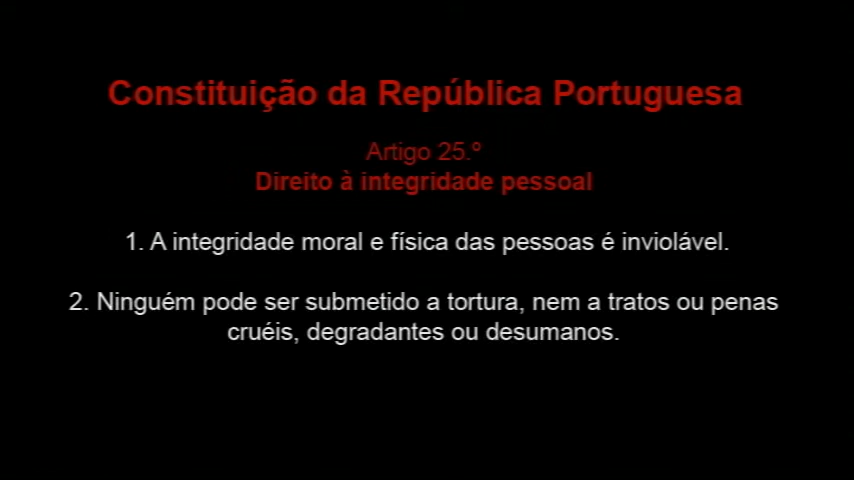 Constituição da República Portuguesa
Artigo 25.º
Direito à integridade pessoal
1. A integridade moral e física das pessoas é inviolável.
2. Ninguém pode ser submetido a tortura, nem a tratos ou penas
cruéis, degradantes ou desumanos.